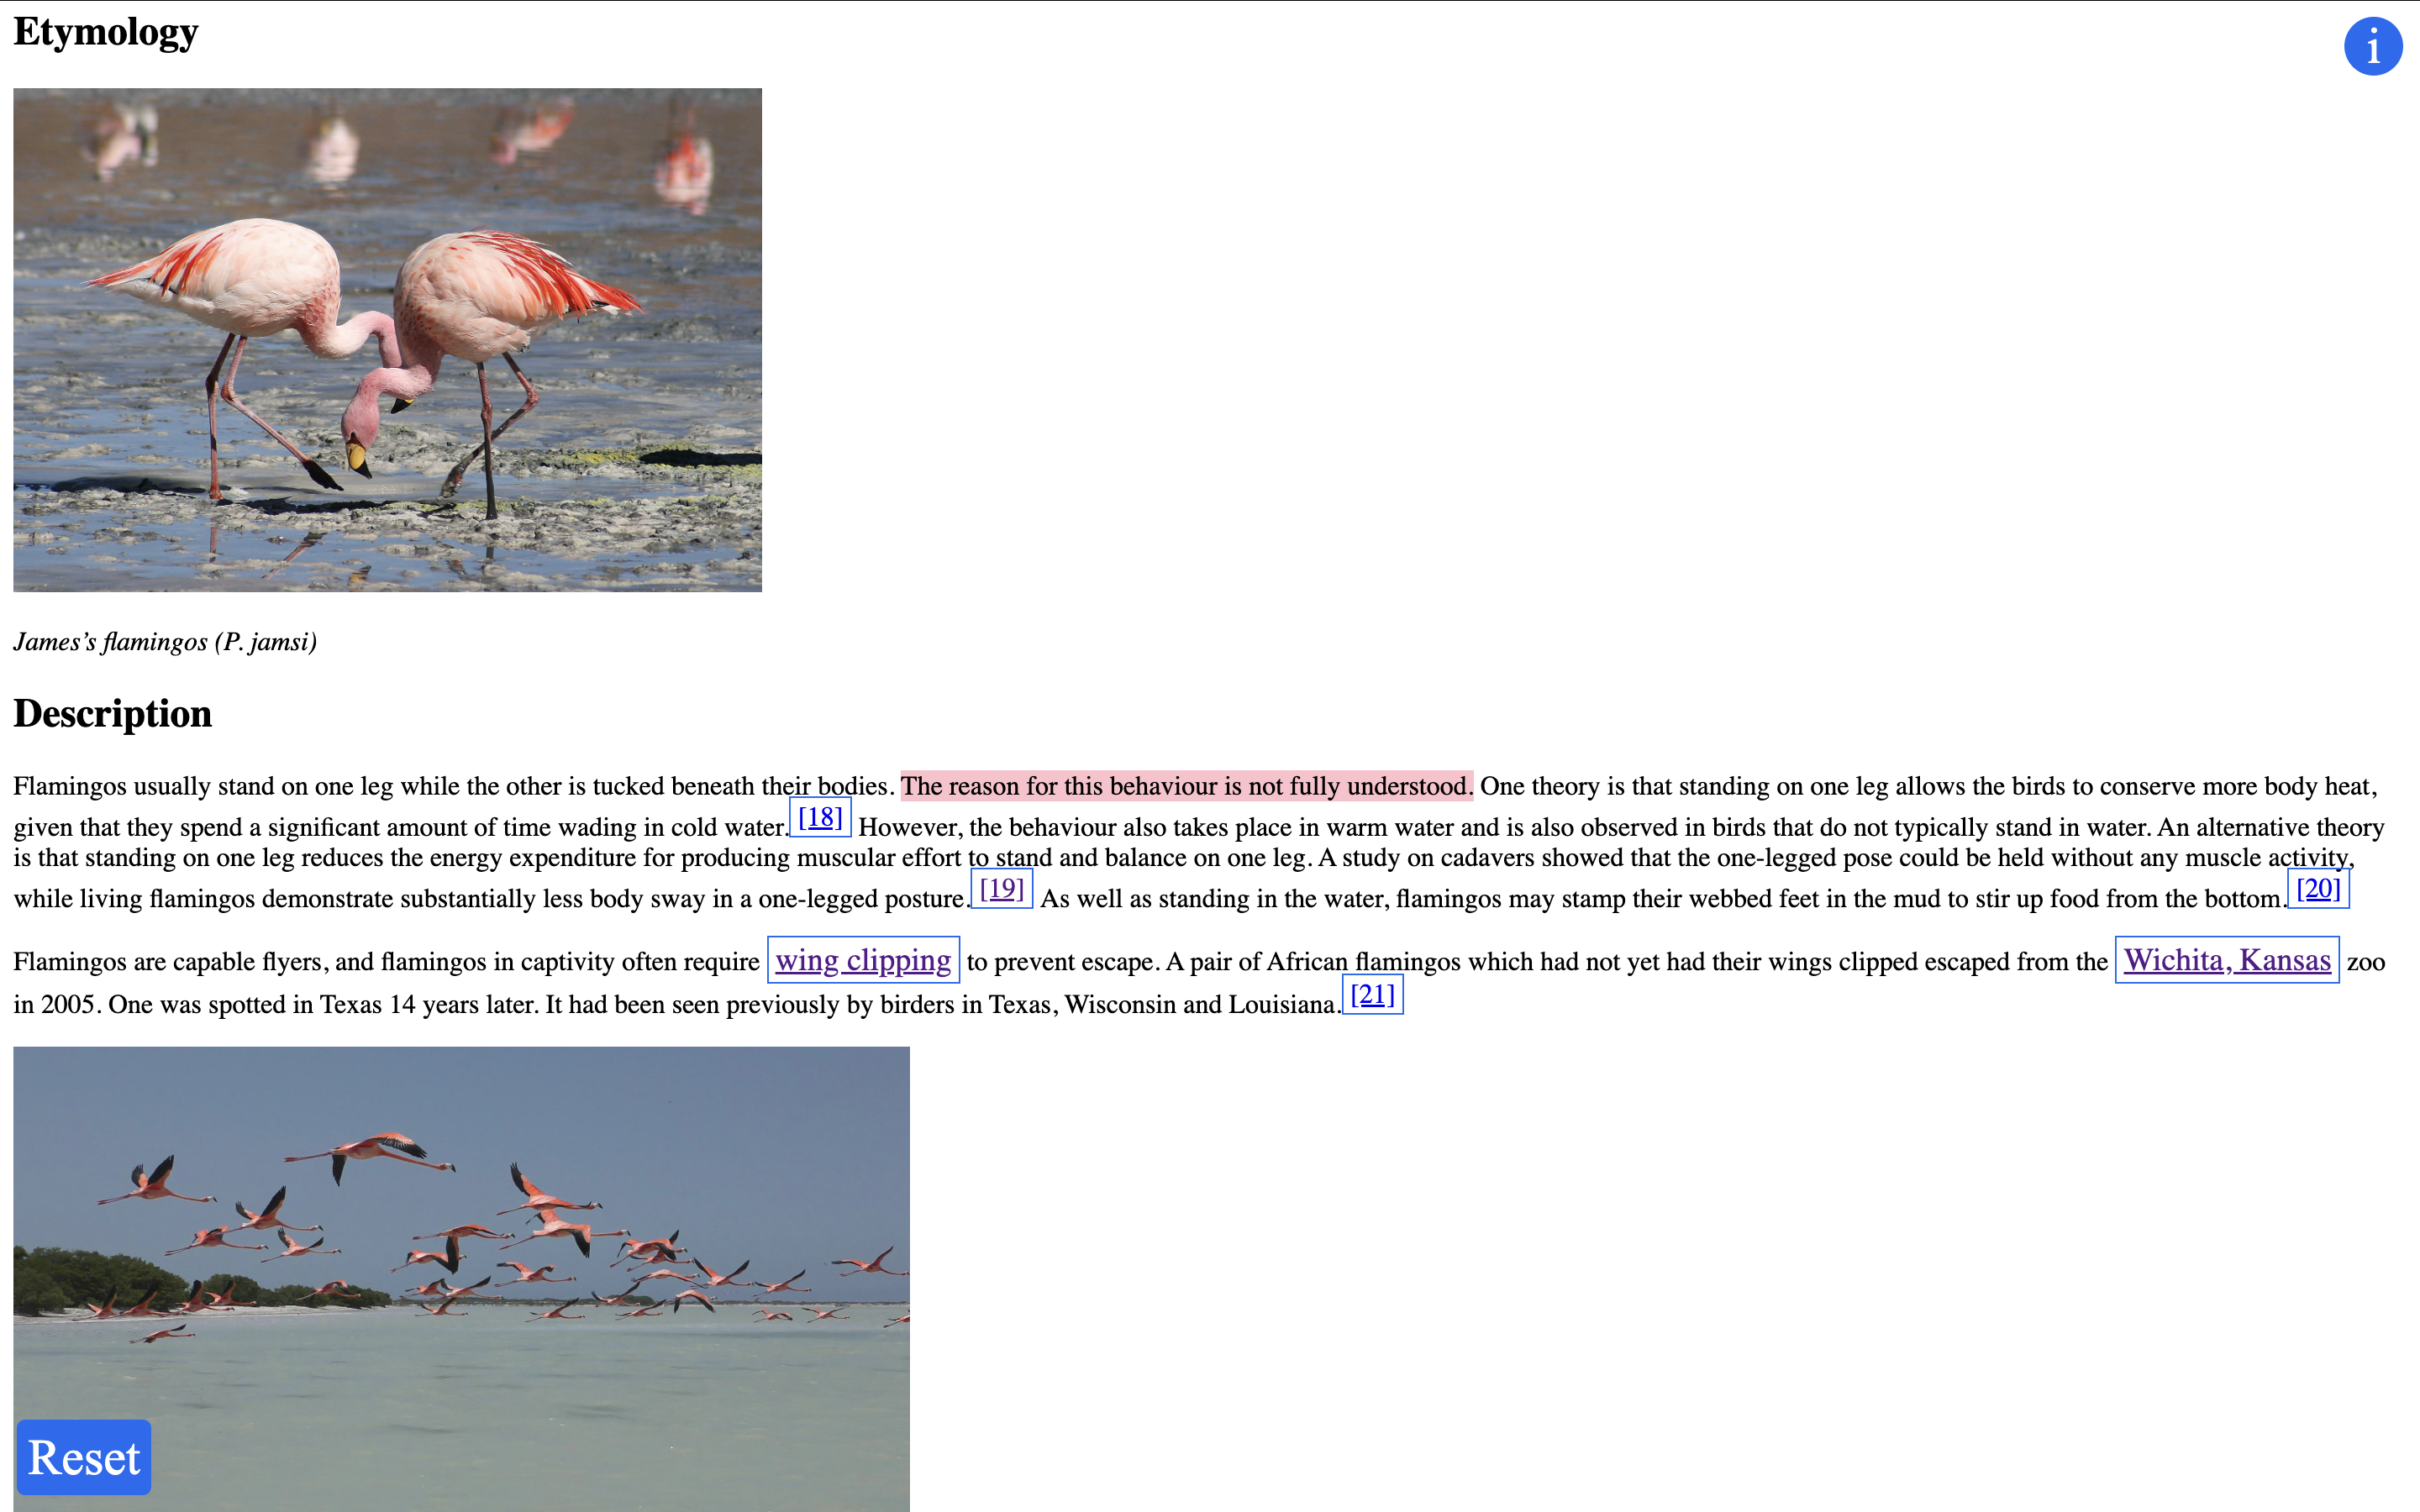 Etymology
i
James’s flamingos (P. jamsi)
Description
Flamingos usually stand on one leg while the other is tucked beneath their bodies. The reason for this behaviour is not fully understood. One theory is that standing on one leg allows the birds to conserve more body heat,
given that they spend a significant amount of time wading in cold water.[18] However, the behaviour also takes place in warm water and is also observed in birds that do not typically stand in water. An alternative theory
is that standing on one leg reduces the energy expenditure for producing muscular effort to stand and balance on one leg. A study on cadavers showed that the one-legged pose could be held without any muscle activity,
while living flamingos demonstrate substantially less body sway in a one-legged posture.[19] As well as standing in the water, flamingos may stamp their webbed feet in the mud to stir up food from the bottom.[20]
Flamingos are capable flyers, and flamingos in captivity often require wing clipping to prevent escape. A pair of African flamingos which had not yet had their wings clipped escaped from the Wichita, Kansas zoo
in 2005. One was spotted in Texas 14 years later. It had been seen previously by birders in Texas, Wisconsin and Louisiana.[21]
Reset